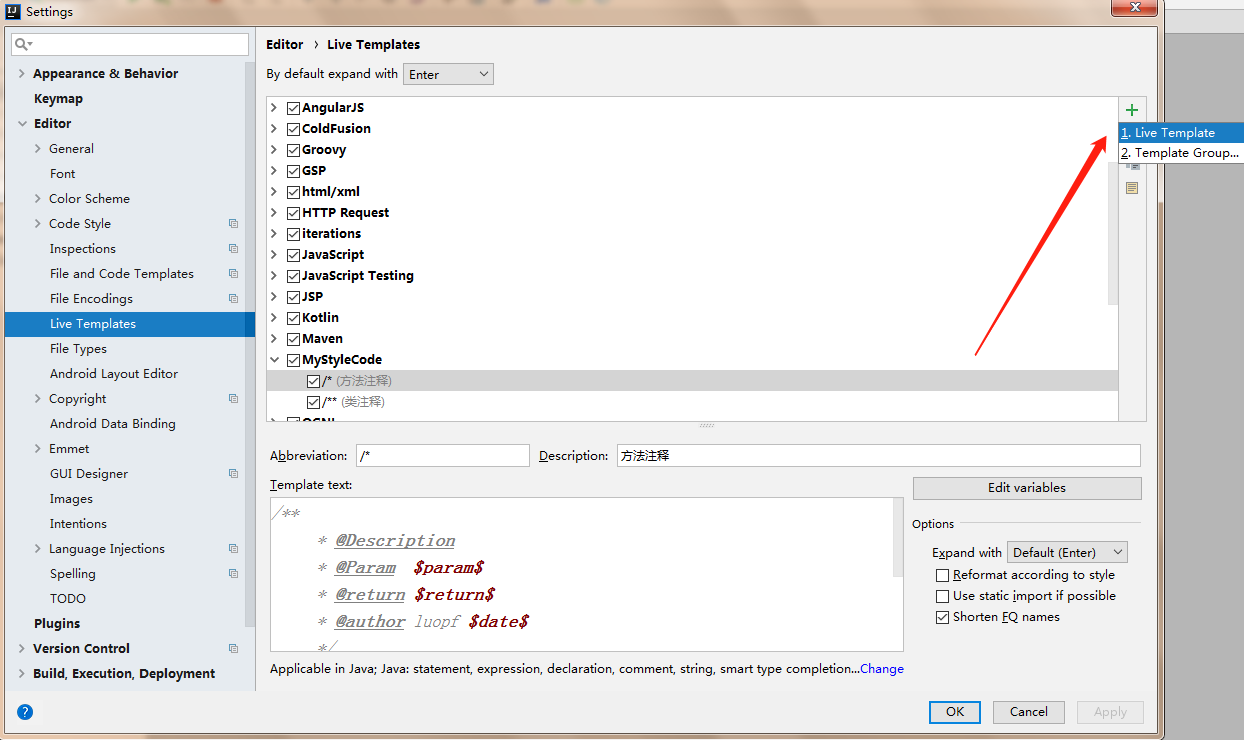 Settings
Editor › Live Templates
By default expand with Enter
Appearance & Behavior
Keymap
Editor
General
Font
Color Scheme
Code Style
Inspections
File and Code Templates
File Encodings
Live Templates
File Types
Android Layout Editor
Copyright
Android Data Binding
Emmet
GUI Designer
Images
Intentions
Language Injections
Spelling
TODO
Plugins
Version Control
Build, Execution, Deployment
AngularJS
ColdFusion
Groovy
GSP
html/xml
HTTP Request
iterations
JavaScript
JavaScript Testing
JSP
Kotlin
Maven
MyStyleCode
/* (方法注释)
/** (类注释)
1. Live Template
2. Template Group...
Abbreviation: /* Description: 方法注释
Template text:
/**
* @Description
* @Param $param$
* @return $return$
* @author luopf $date$
*/
Edit variables
Options
Expand with Default (Enter)
Reformat according to style
Use static import if possible
Shorten FQ names
Applicable in Java; Java: statement, expression, declaration, comment, string, smart type completion...Change
?
OK Cancel Apply